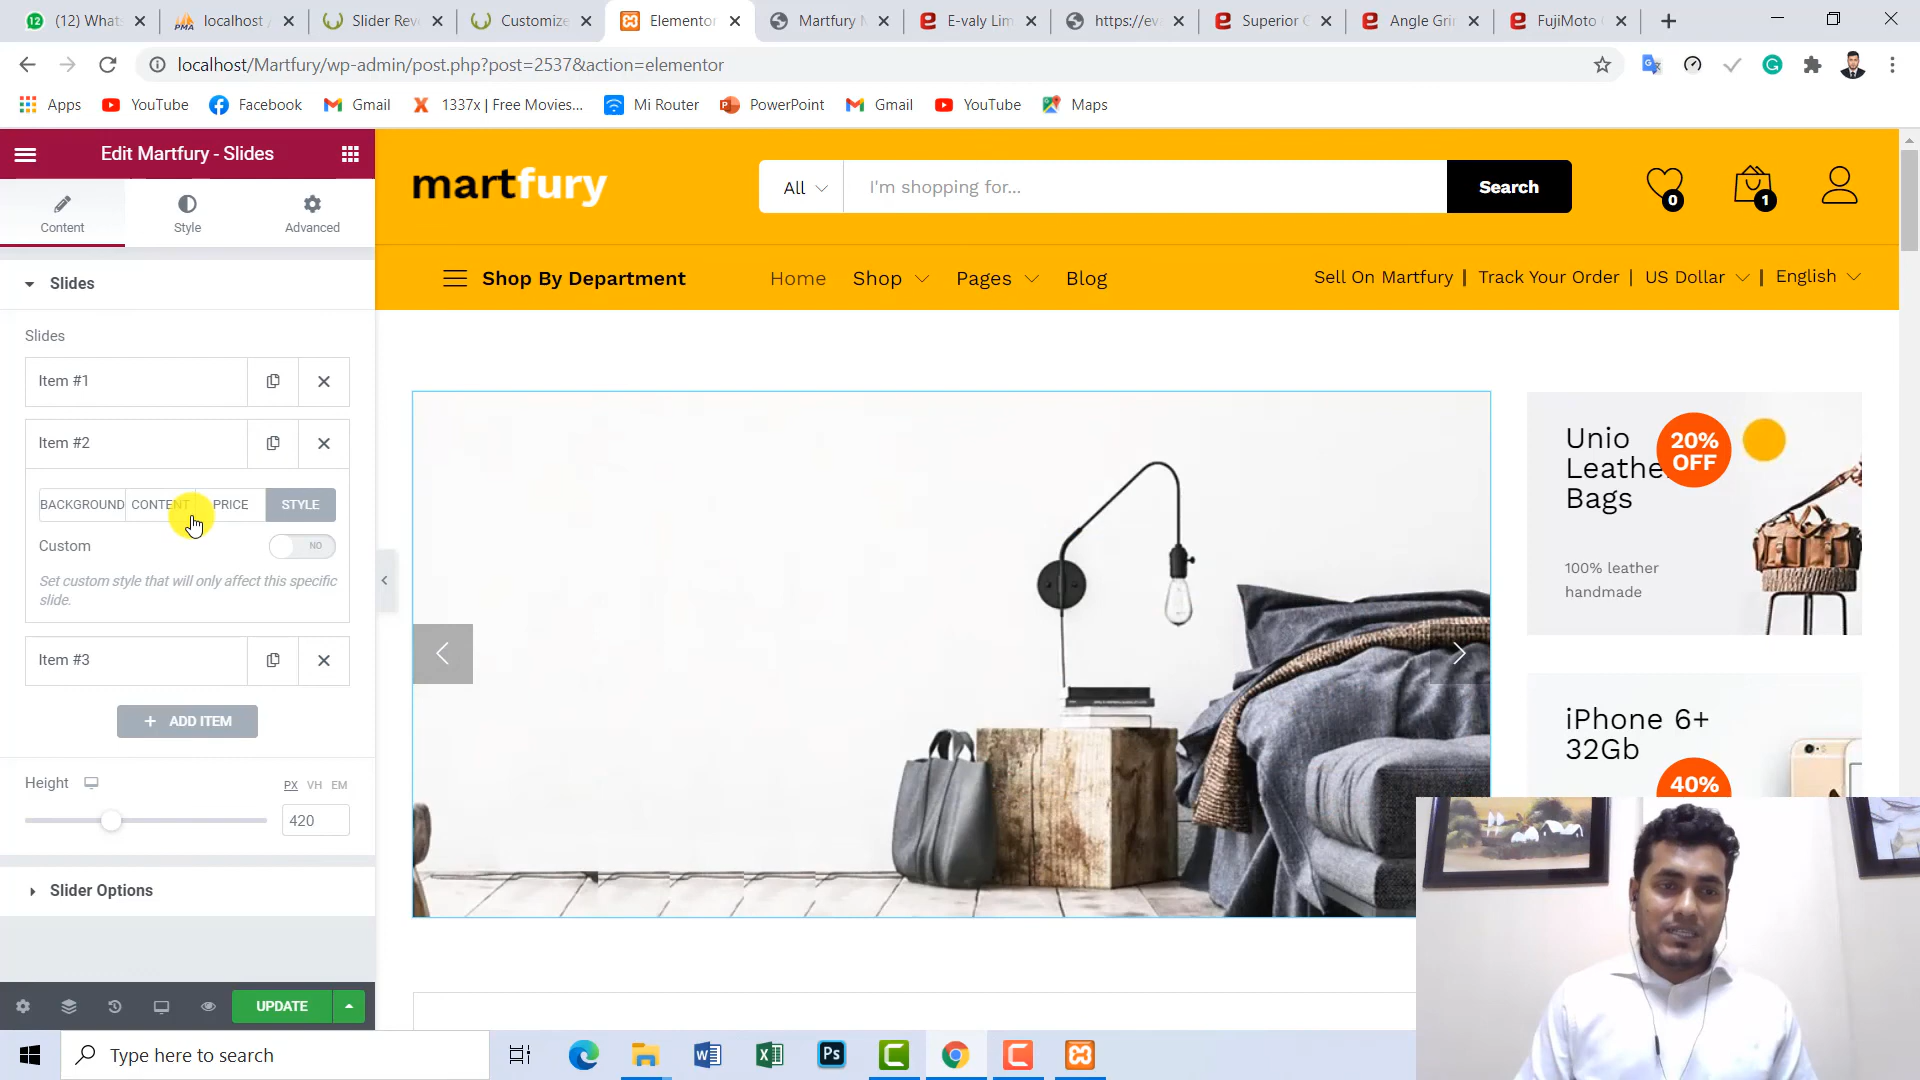 (12) Whats
localhost /
Slider Rev
Customize
Elementor
Martfury M
E-valy Lim
https://ev
Superior C
Angle Grin
FujiMoto
localhost/Martfury/wp-admin/post.php?post=2537&action=elementor
Apps
YouTube
Facebook
Gmail
1337x | Free Movies...
Mi Router
PowerPoint
Gmail
YouTube
Maps
Edit Martfury - Slides
Content
Style
Advanced
Slides
Slides
Item #1
Item #2
BACKGROUND
CONTENT
PRICE
STYLE
Custom
NO
Set custom style that will only affect this specific
slide.
Item #3
+ ADD ITEM
Height
PX VH EM
420
Slider Options
UPDATE
martfury
All
I'm shopping for...
Search
0
1
Shop By Department
Home
Shop
Pages
Blog
Sell On Martfury |
Track Your Order |
US Dollar
|
English
Unio
Leathe
Bags
20%
OFF
100% leather
handmade
iPhone 6+
32Gb
40%
Type here to search